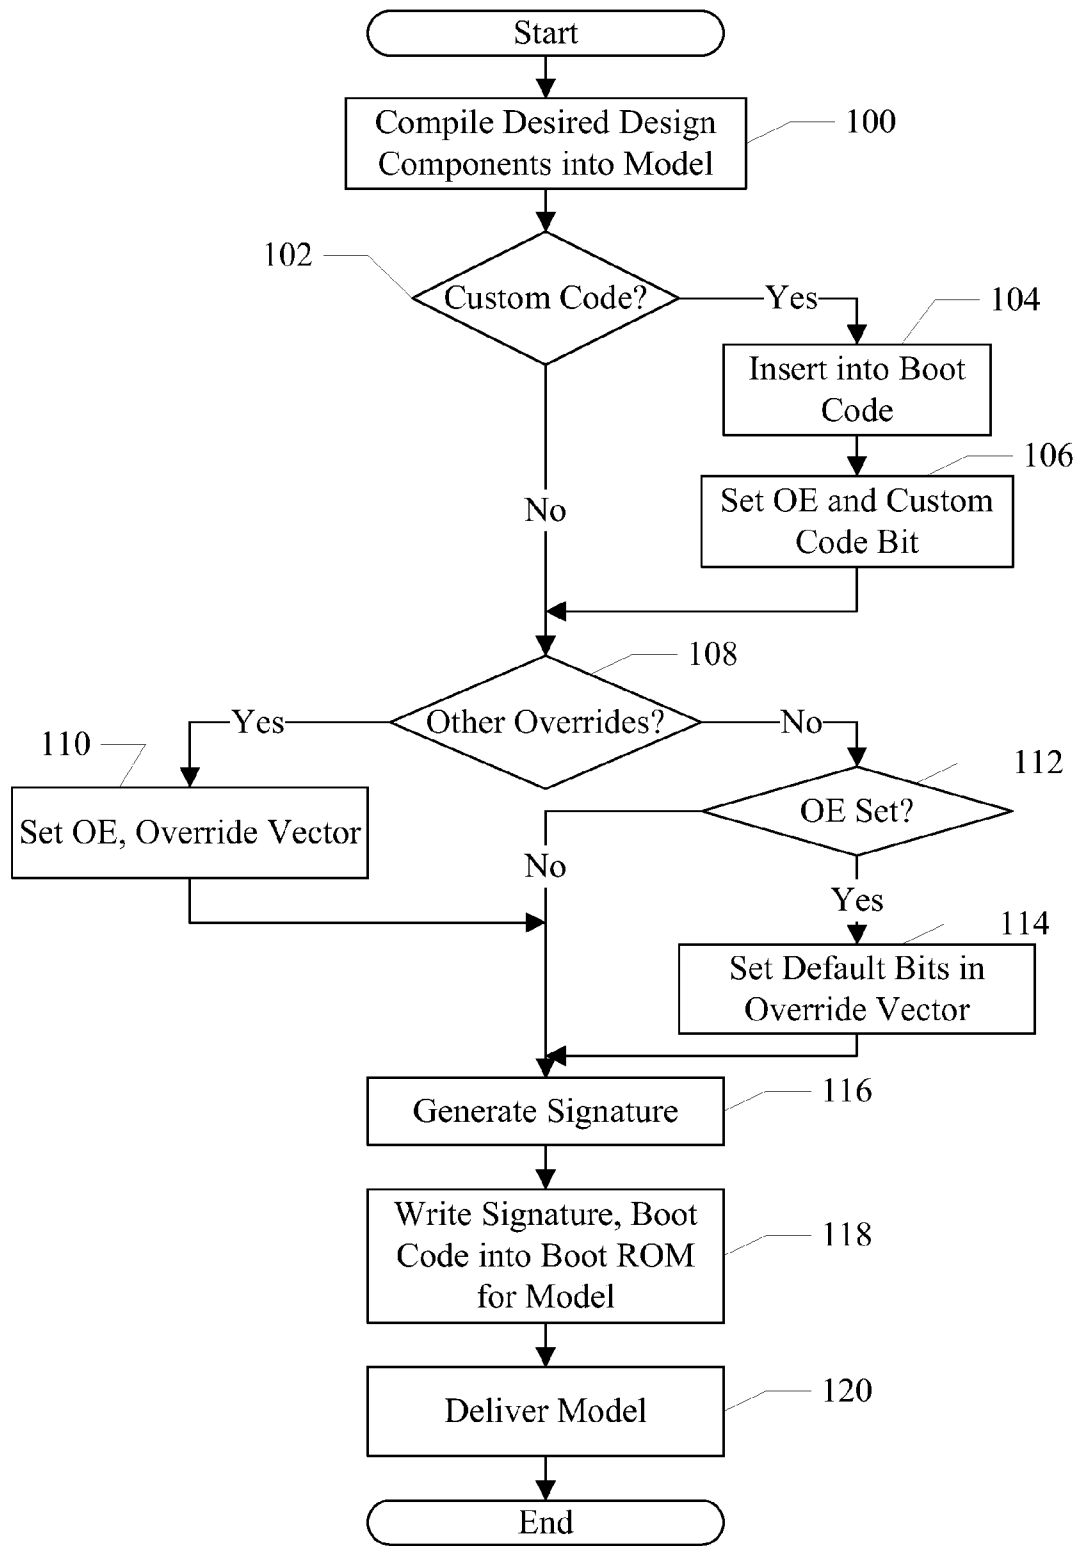 Start
Compile Desired Design
Components into Model
100
102
Custom Code?
Yes
104
Insert into Boot
Code
106
Set OE and Custom
Code Bit
No
108
Other Overrides?
Yes
No
110
Set OE, Override Vector
112
OE Set?
No
Yes
114
Set Default Bits in
Override Vector
Generate Signature
116
Write Signature, Boot
Code into Boot ROM
for Model
118
Deliver Model
120
End